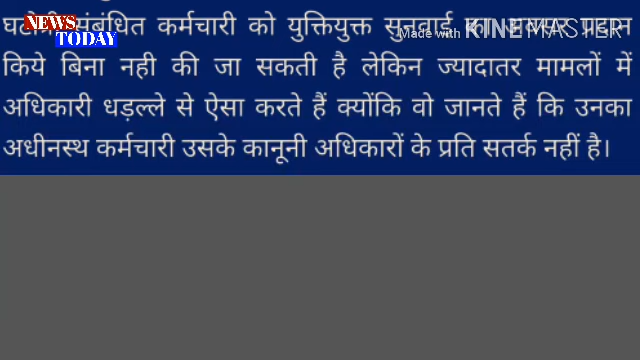 NEWS
TODAY
Made with KINEMASTER
संबंधित कर्मचारी को युक्तियुक्त सुनवाई
किये बिना नही की जा सकती है लेकिन ज्यादातर मामलों में
अधिकारी धड़ल्ले से ऐसा करते हैं क्योंकि वो जानते हैं कि उनका
अधीनस्थ कर्मचारी उसके कानूनी अधिकारों के प्रति सतर्क नहीं है।